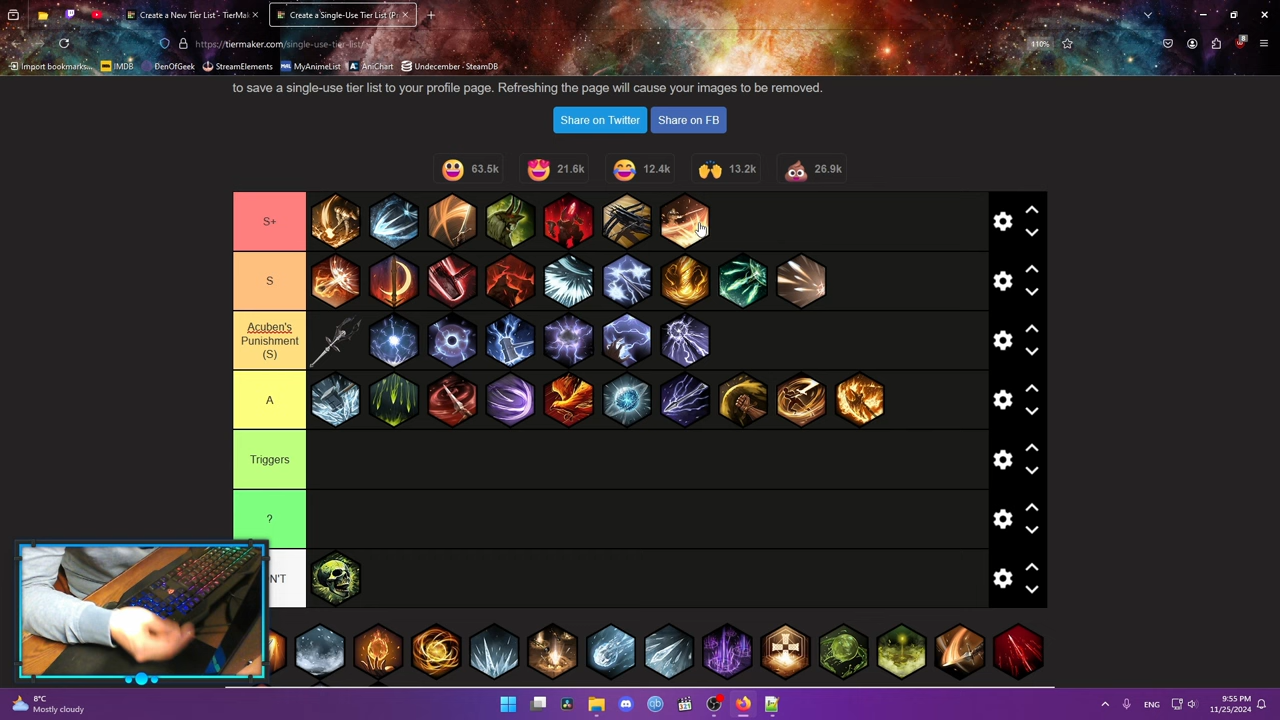 Create a New Tier List - TierMak
Create a Single-Use Tier List (P
https://tiermaker.com/single-use-tier-list/
110%
8
Import bookmarks...
IMDB
DenOfGeek
StreamElements
MAL MyAnimeList
AniChart
Undecember · SteamDB
to save a single-use tier list to your profile page. Refreshing the page will cause your images to be removed.
Share on Twitter
Share on FB
63.5k
21.6k
12.4k
13.2k
26.9k
S+
S
Acuben's
Punishment
(S)
A
Triggers
?
N'T
8°C
Mostly cloudy
ENG
9:55 PM
11/25/2024